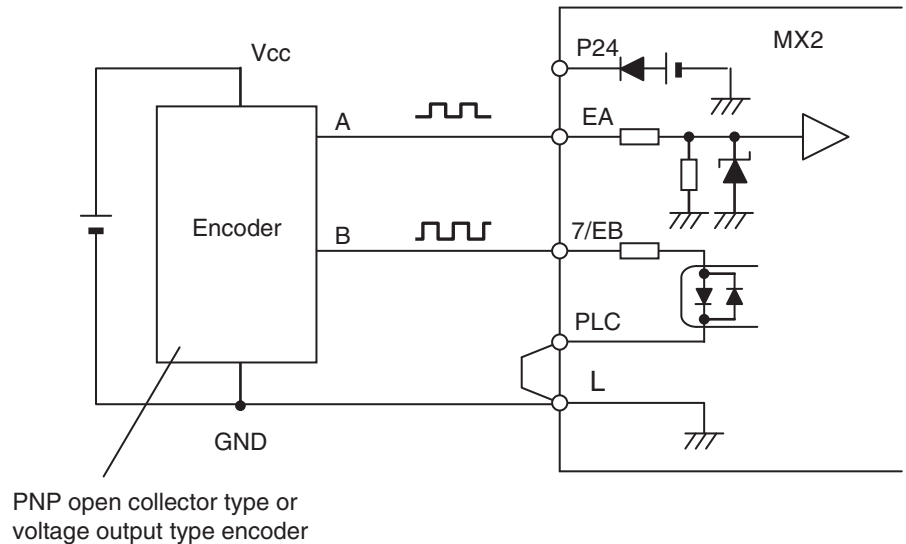 MX2
Vcc
P24
A
EA
Encoder
B
7/EB
PLC
L
GND
PNP open collector type or
voltage output type encoder